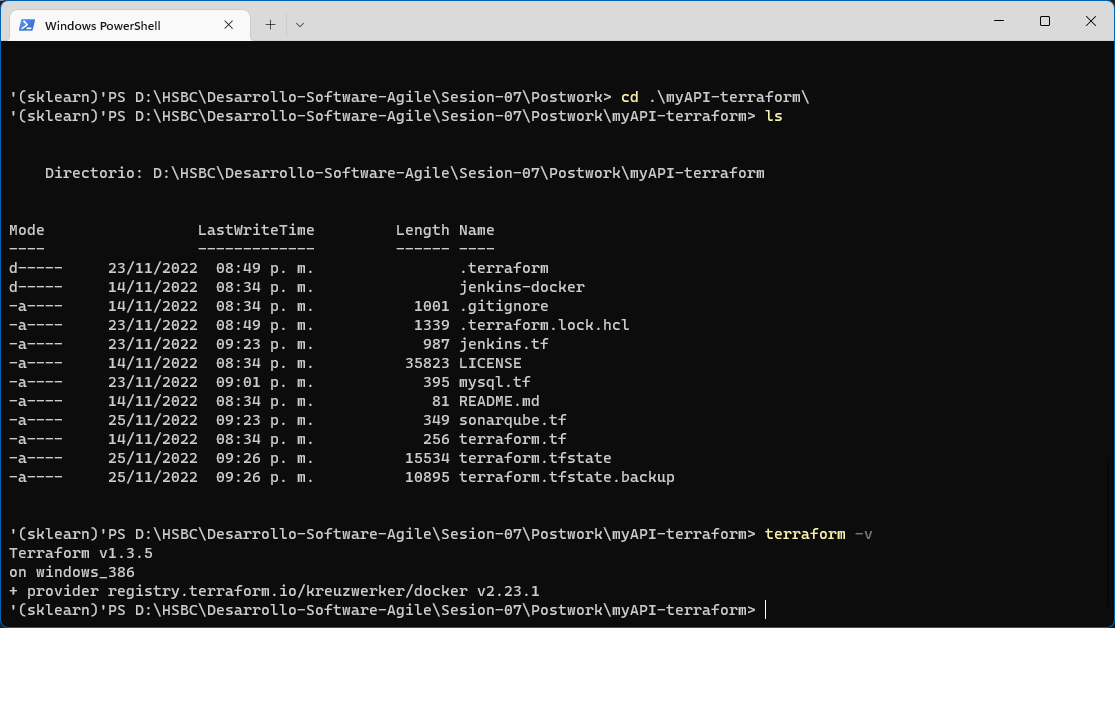 Windows PowerShell
'(sklearn)'PS D:\HSBC\Desarrollo-Software-Agile\Sesion-07\Postwork> cd .\myAPI-terraform\
'(sklearn)'PS D:\HSBC\Desarrollo-Software-Agile\Sesion-07\Postwork\myAPI-terraform> ls
    Directorio: D:\HSBC\Desarrollo-Software-Agile\Sesion-07\Postwork\myAPI-terraform
Mode                 LastWriteTime         Length Name
----                 -------------         ------ ----
d-----     23/11/2022  08:49 p. m.                .terraform
d-----     14/11/2022  08:34 p. m.                jenkins-docker
-a----     14/11/2022  08:34 p. m.           1001 .gitignore
-a----     23/11/2022  08:49 p. m.           1339 .terraform.lock.hcl
-a----     23/11/2022  09:23 p. m.            987 jenkins.tf
-a----     14/11/2022  08:34 p. m.          35823 LICENSE
-a----     23/11/2022  09:01 p. m.            395 mysql.tf
-a----     14/11/2022  08:34 p. m.             81 README.md
-a----     25/11/2022  09:23 p. m.            349 sonarqube.tf
-a----     14/11/2022  08:34 p. m.            256 terraform.tf
-a----     25/11/2022  09:26 p. m.          15534 terraform.tfstate
-a----     25/11/2022  09:26 p. m.          10895 terraform.tfstate.backup
'(sklearn)'PS D:\HSBC\Desarrollo-Software-Agile\Sesion-07\Postwork\myAPI-terraform> terraform -v
Terraform v1.3.5
on windows_386
+ provider registry.terraform.io/kreuzwerker/docker v2.23.1
'(sklearn)'PS D:\HSBC\Desarrollo-Software-Agile\Sesion-07\Postwork\myAPI-terraform>